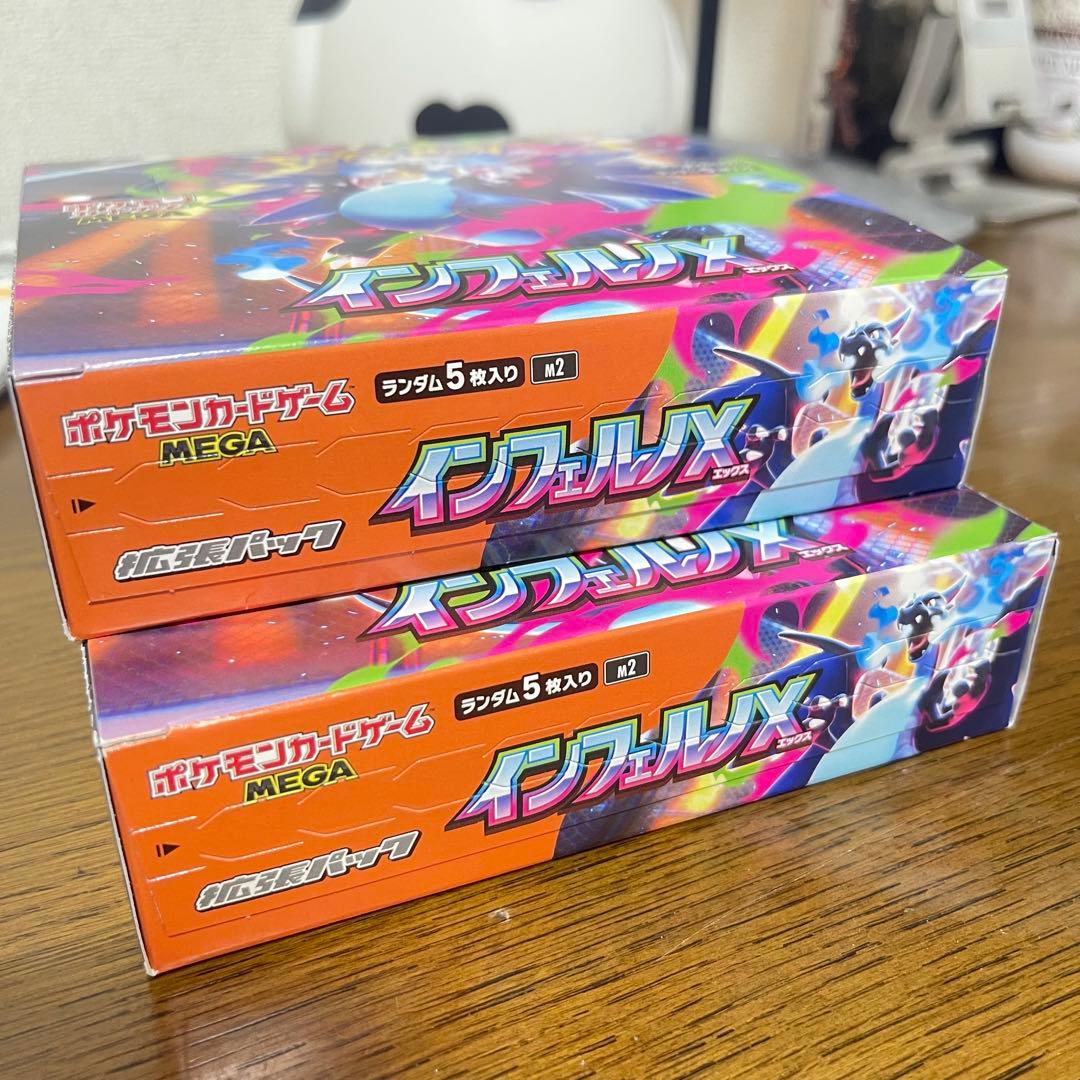 インフェルノX
エックス
ポケモンカードゲーム
MEGA
ランダム5枚入り
M2
インフェルノX
エックス
拡張パック
インフェルノX
エックス
ポケモンカードゲーム
MEGA
ランダム5枚入り
M2
インフェルノX
エックス
拡張パック